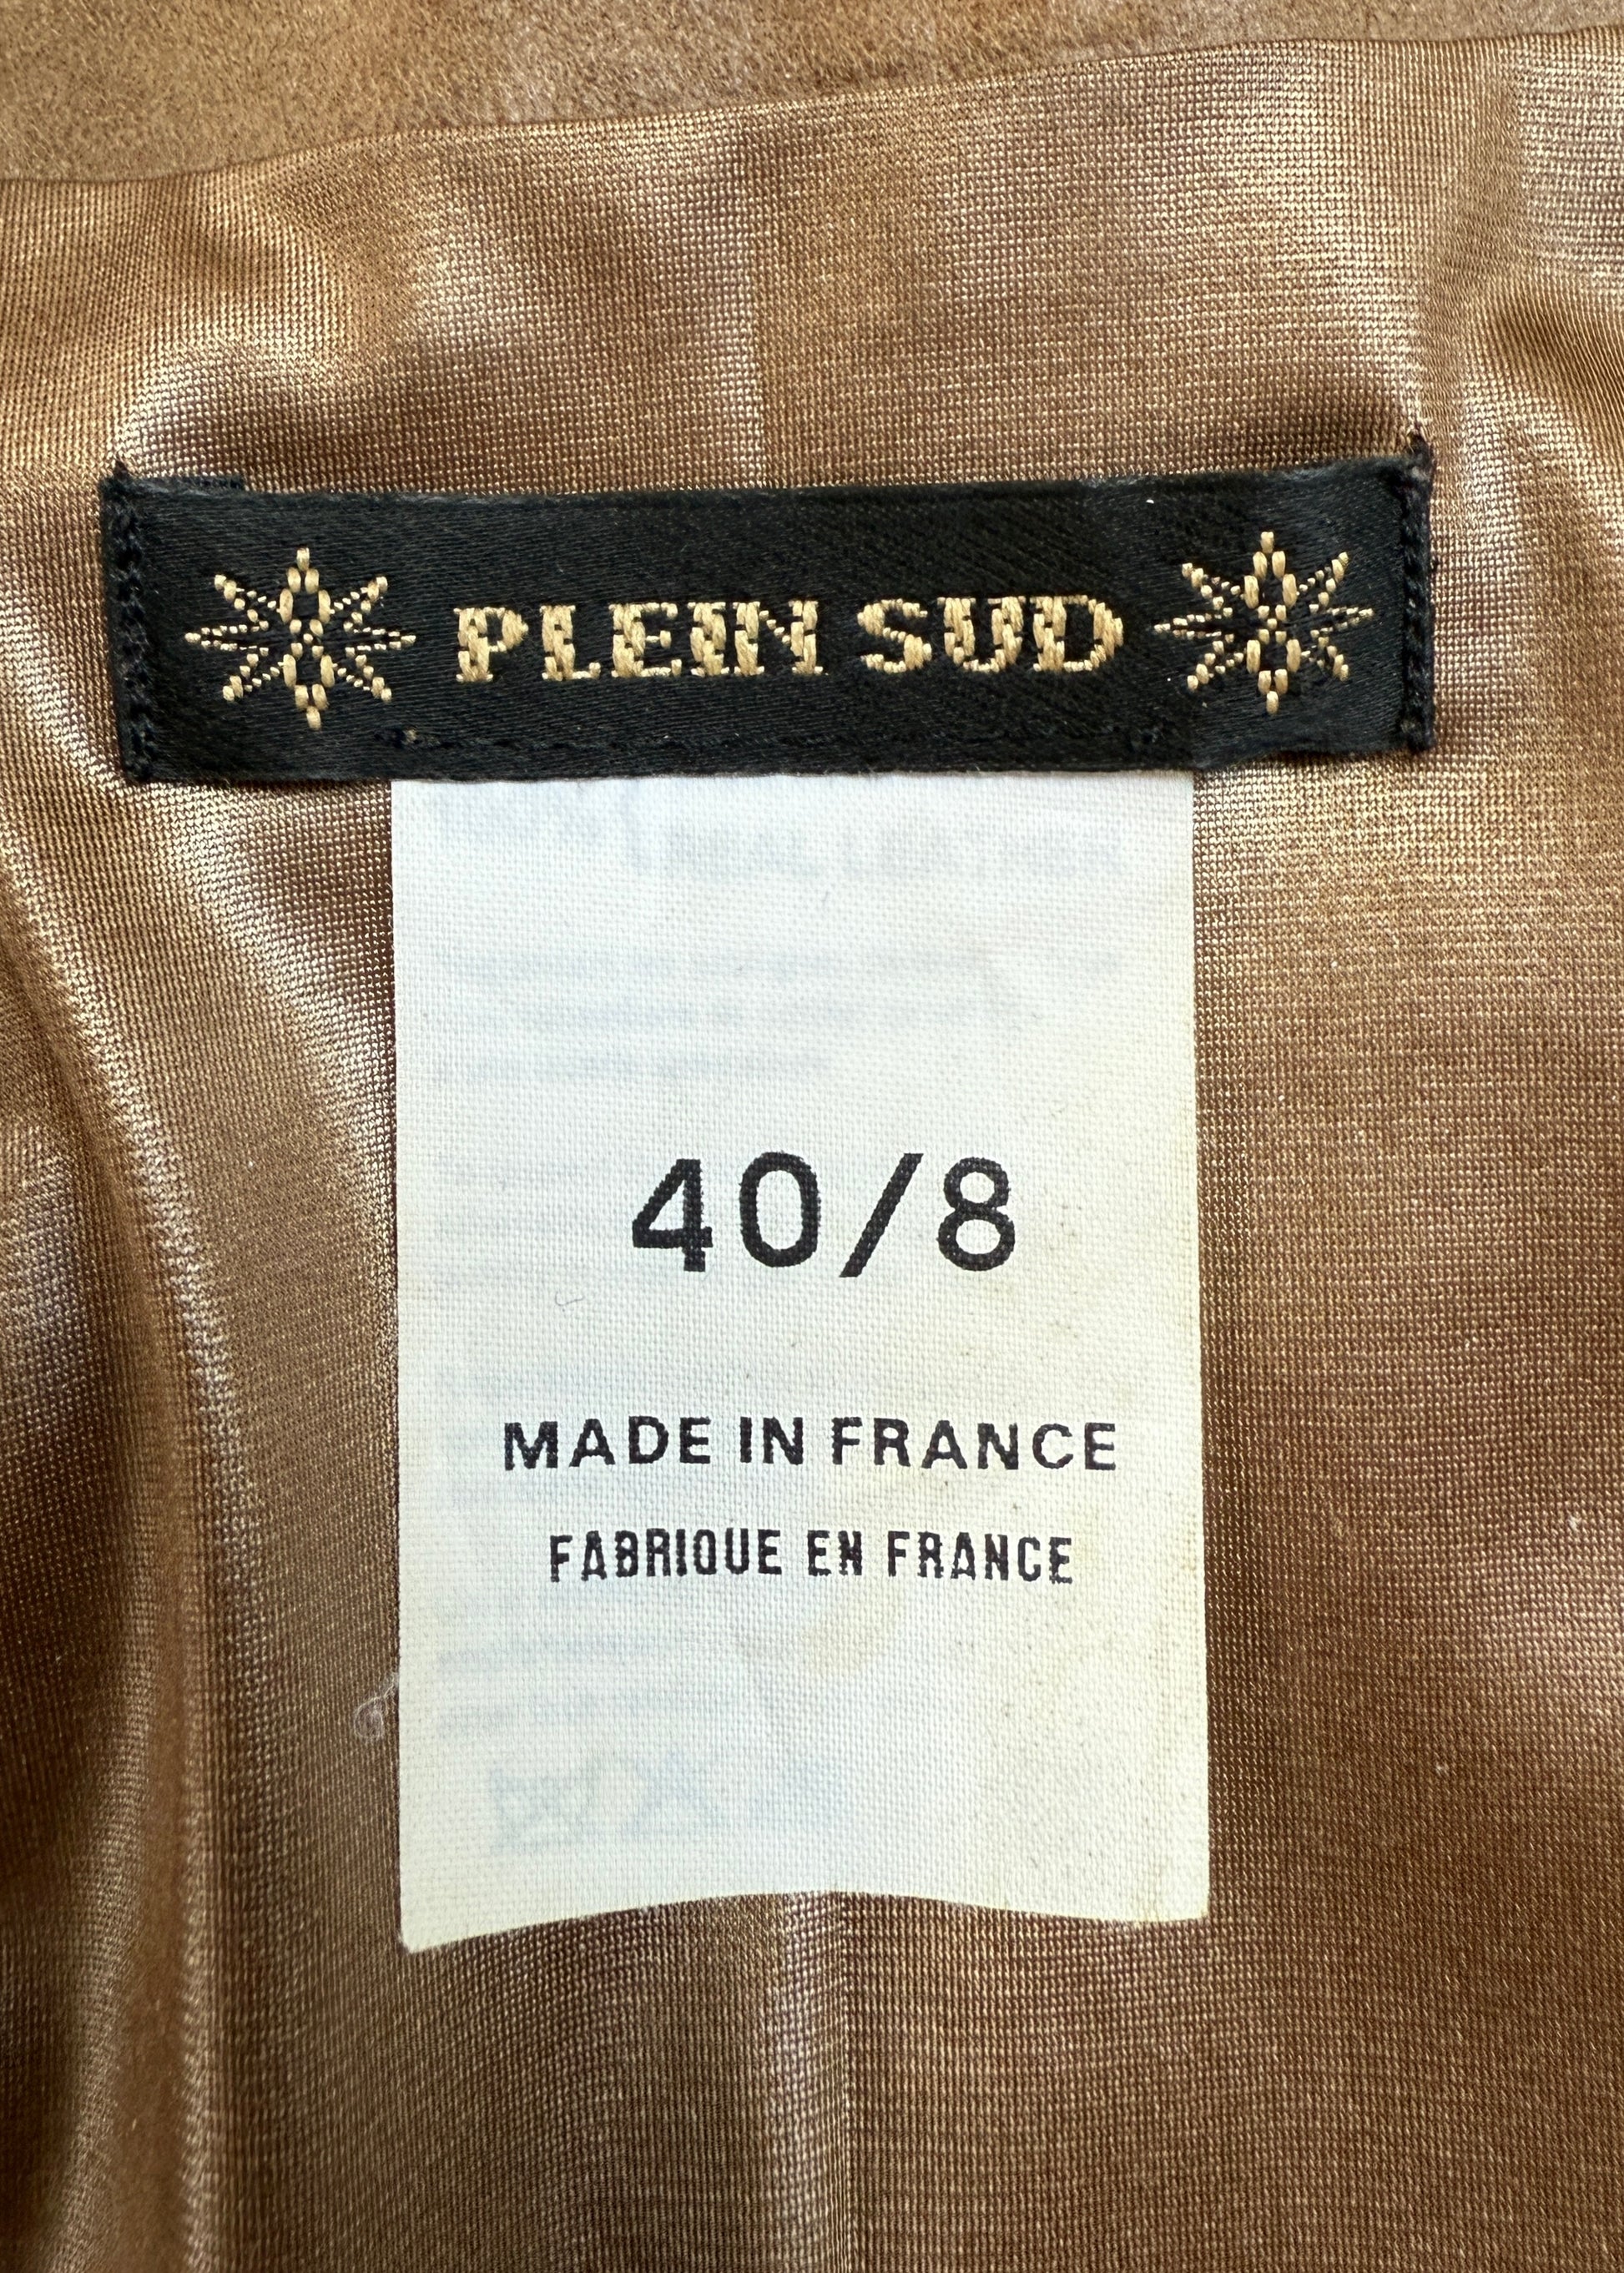 PLEIN SUD
40/8
MADE IN FRANCE
FABRIQUE EN FRANCE